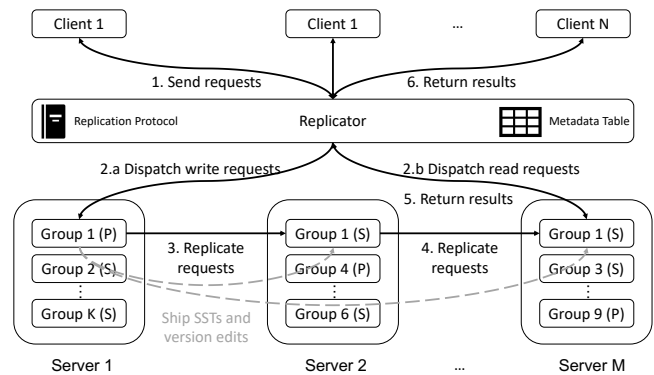 Client 1
Client 1
...
Client N
1. Send requests
6. Return results
Replication Protocol
Replicator
Metadata Table
2.a Dispatch write requests
2.b Dispatch read requests
5. Return results
Group 1 (P)
Group 1 (S)
Group 1 (S)
3. Replicate
requests
4. Replicate
requests
Group 2 (S)
Group 4 (P)
Group 3 (S)
Group K (S)
Group 6 (S)
Group 9 (P)
Ship SSTs and
version edits
Server 1
Server 2
...
Server M